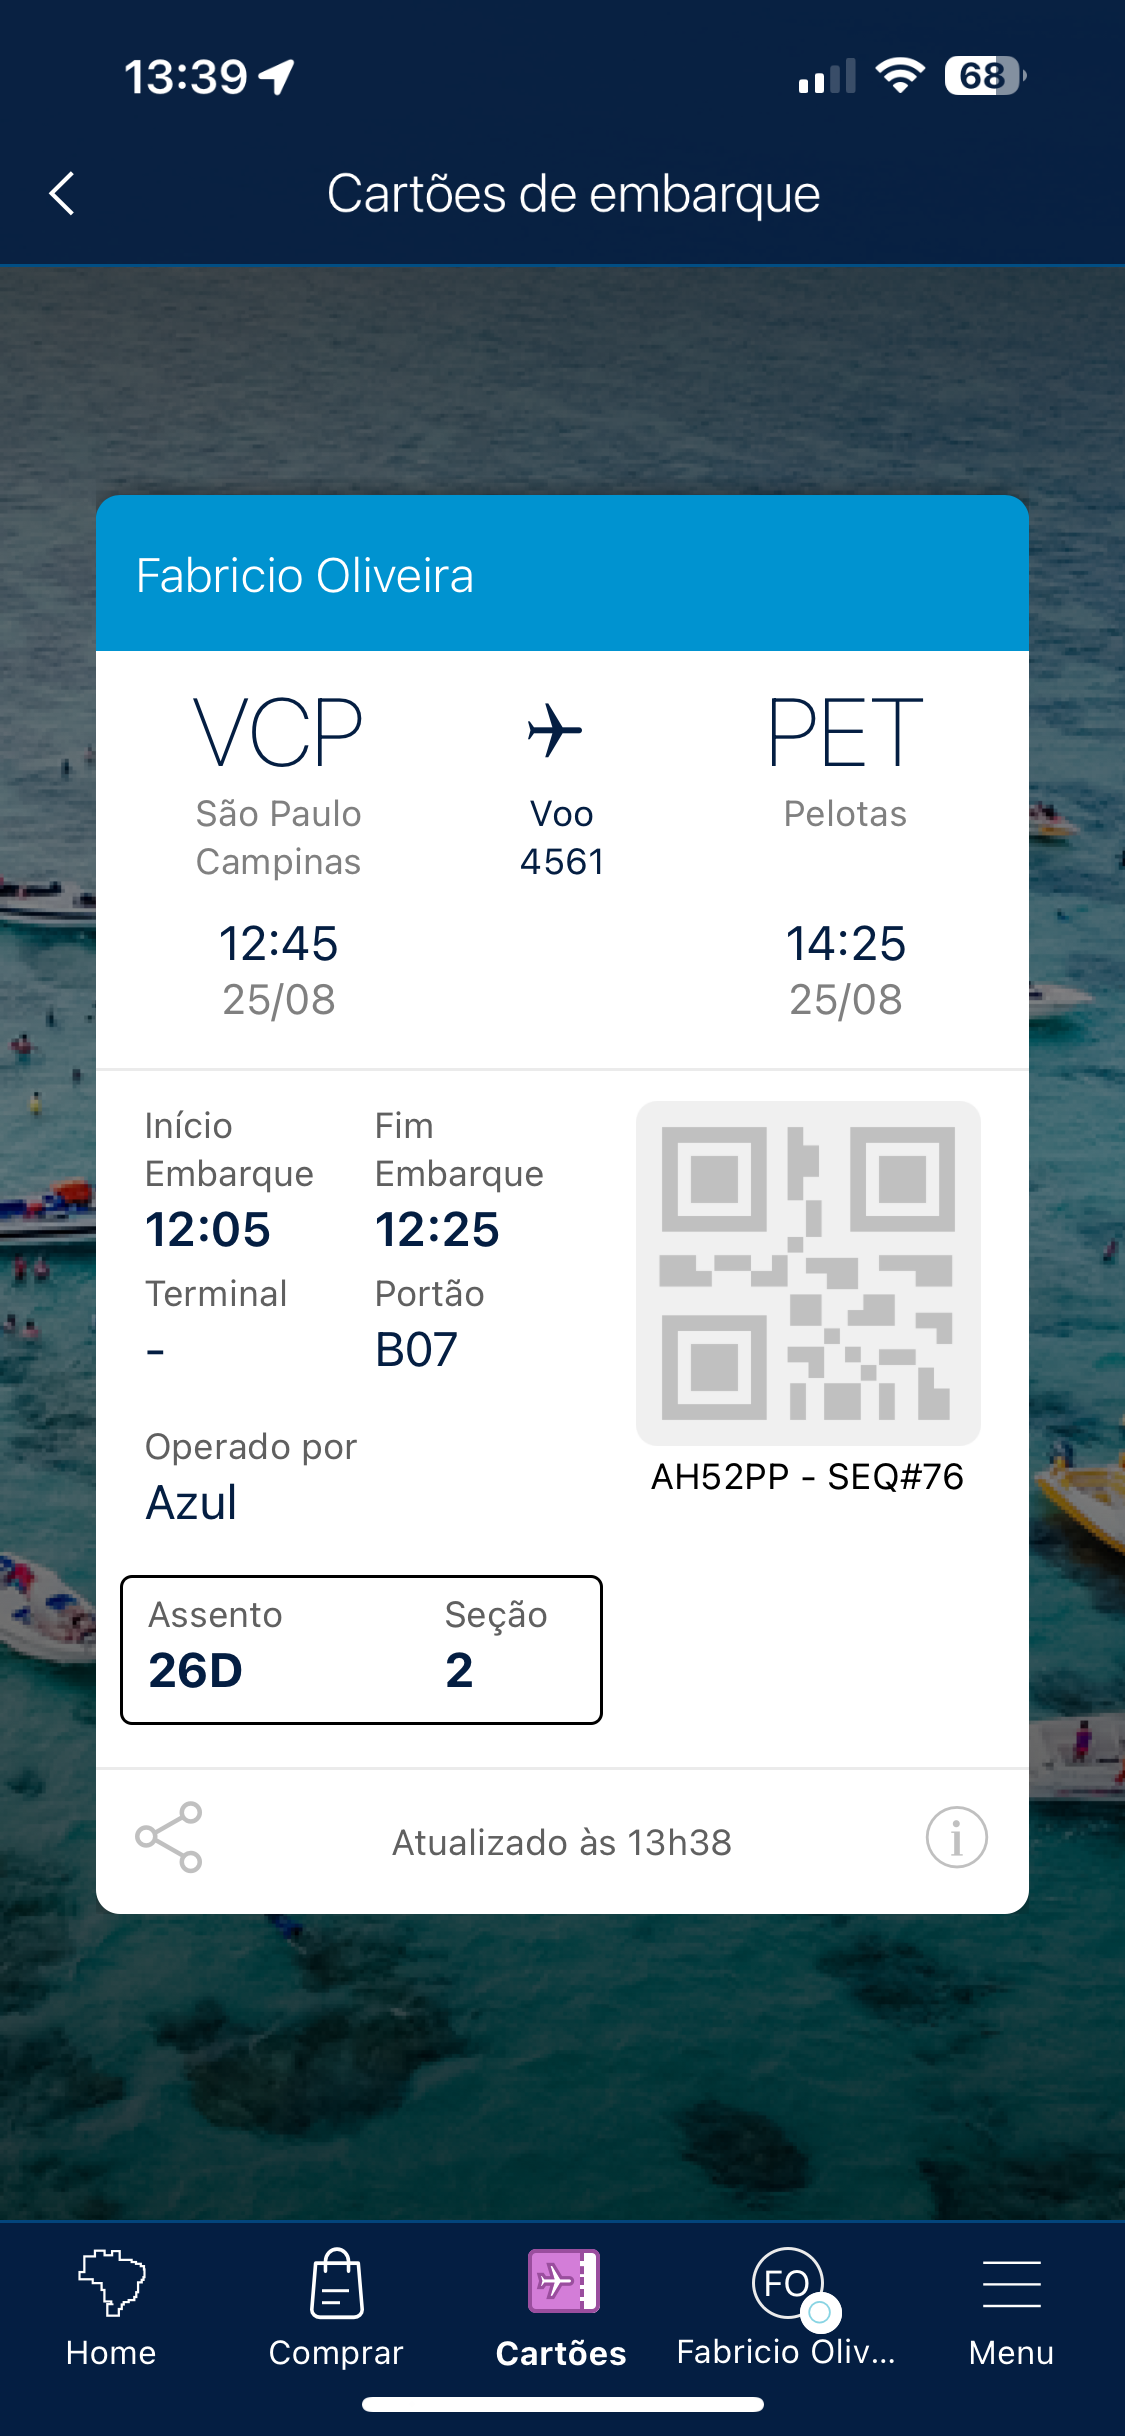 13:39
68
Cartões de embarque
Fabricio Oliveira
VCP
PET
São Paulo
Campinas
Voo
4561
Pelotas
12:45
25/08
14:25
25/08
Início
Embarque
12:05
Fim
Embarque
12:25
Terminal
-
Portão
B07
Operado por
Azul
AH52PP - SEQ#76
Assento
26D
Seção
2
Atualizado às 13h38
i
FO
Home
Comprar
Cartões
Fabricio Oliv...
Menu